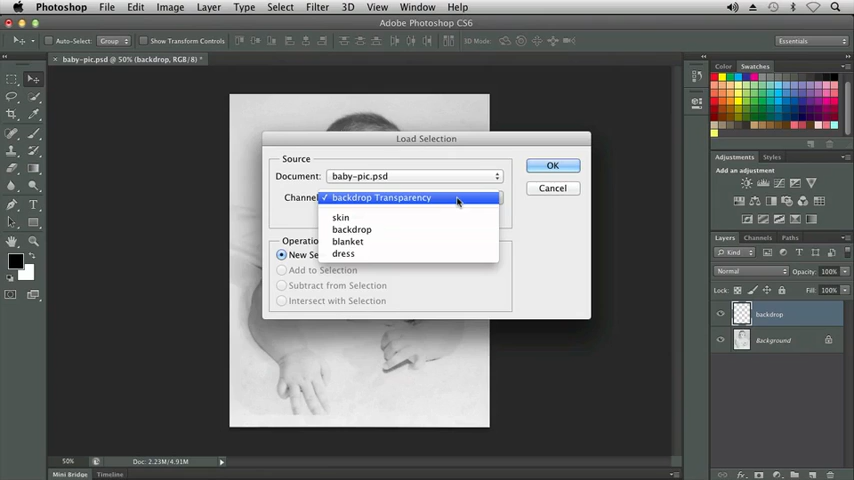 Photoshop File Edit Image Layer Type Select Filter 3D View Window Help
Adobe Photoshop CS6
Auto-Select: Group Show Transform Controls 3D Mode: Essentials
× baby-pic.psd @ 50% (backdrop, RGB/8) *
Color Swatches
Load Selection
Source
Document: baby-pic.psd
OK
Channel ✓ backdrop Transparency
Cancel
skin
backdrop
blanket
dress
Operatio
New Se
Add to Selection
Subtract from Selection
Intersect with Selection
Adjustments Styles
Add an adjustment
Layers Channels Paths
Kind
Normal Opacity: 100%
Lock: Fill: 100%
backdrop
Background
50% Doc: 2.23M/4.91M
Mini Bridge Timeline